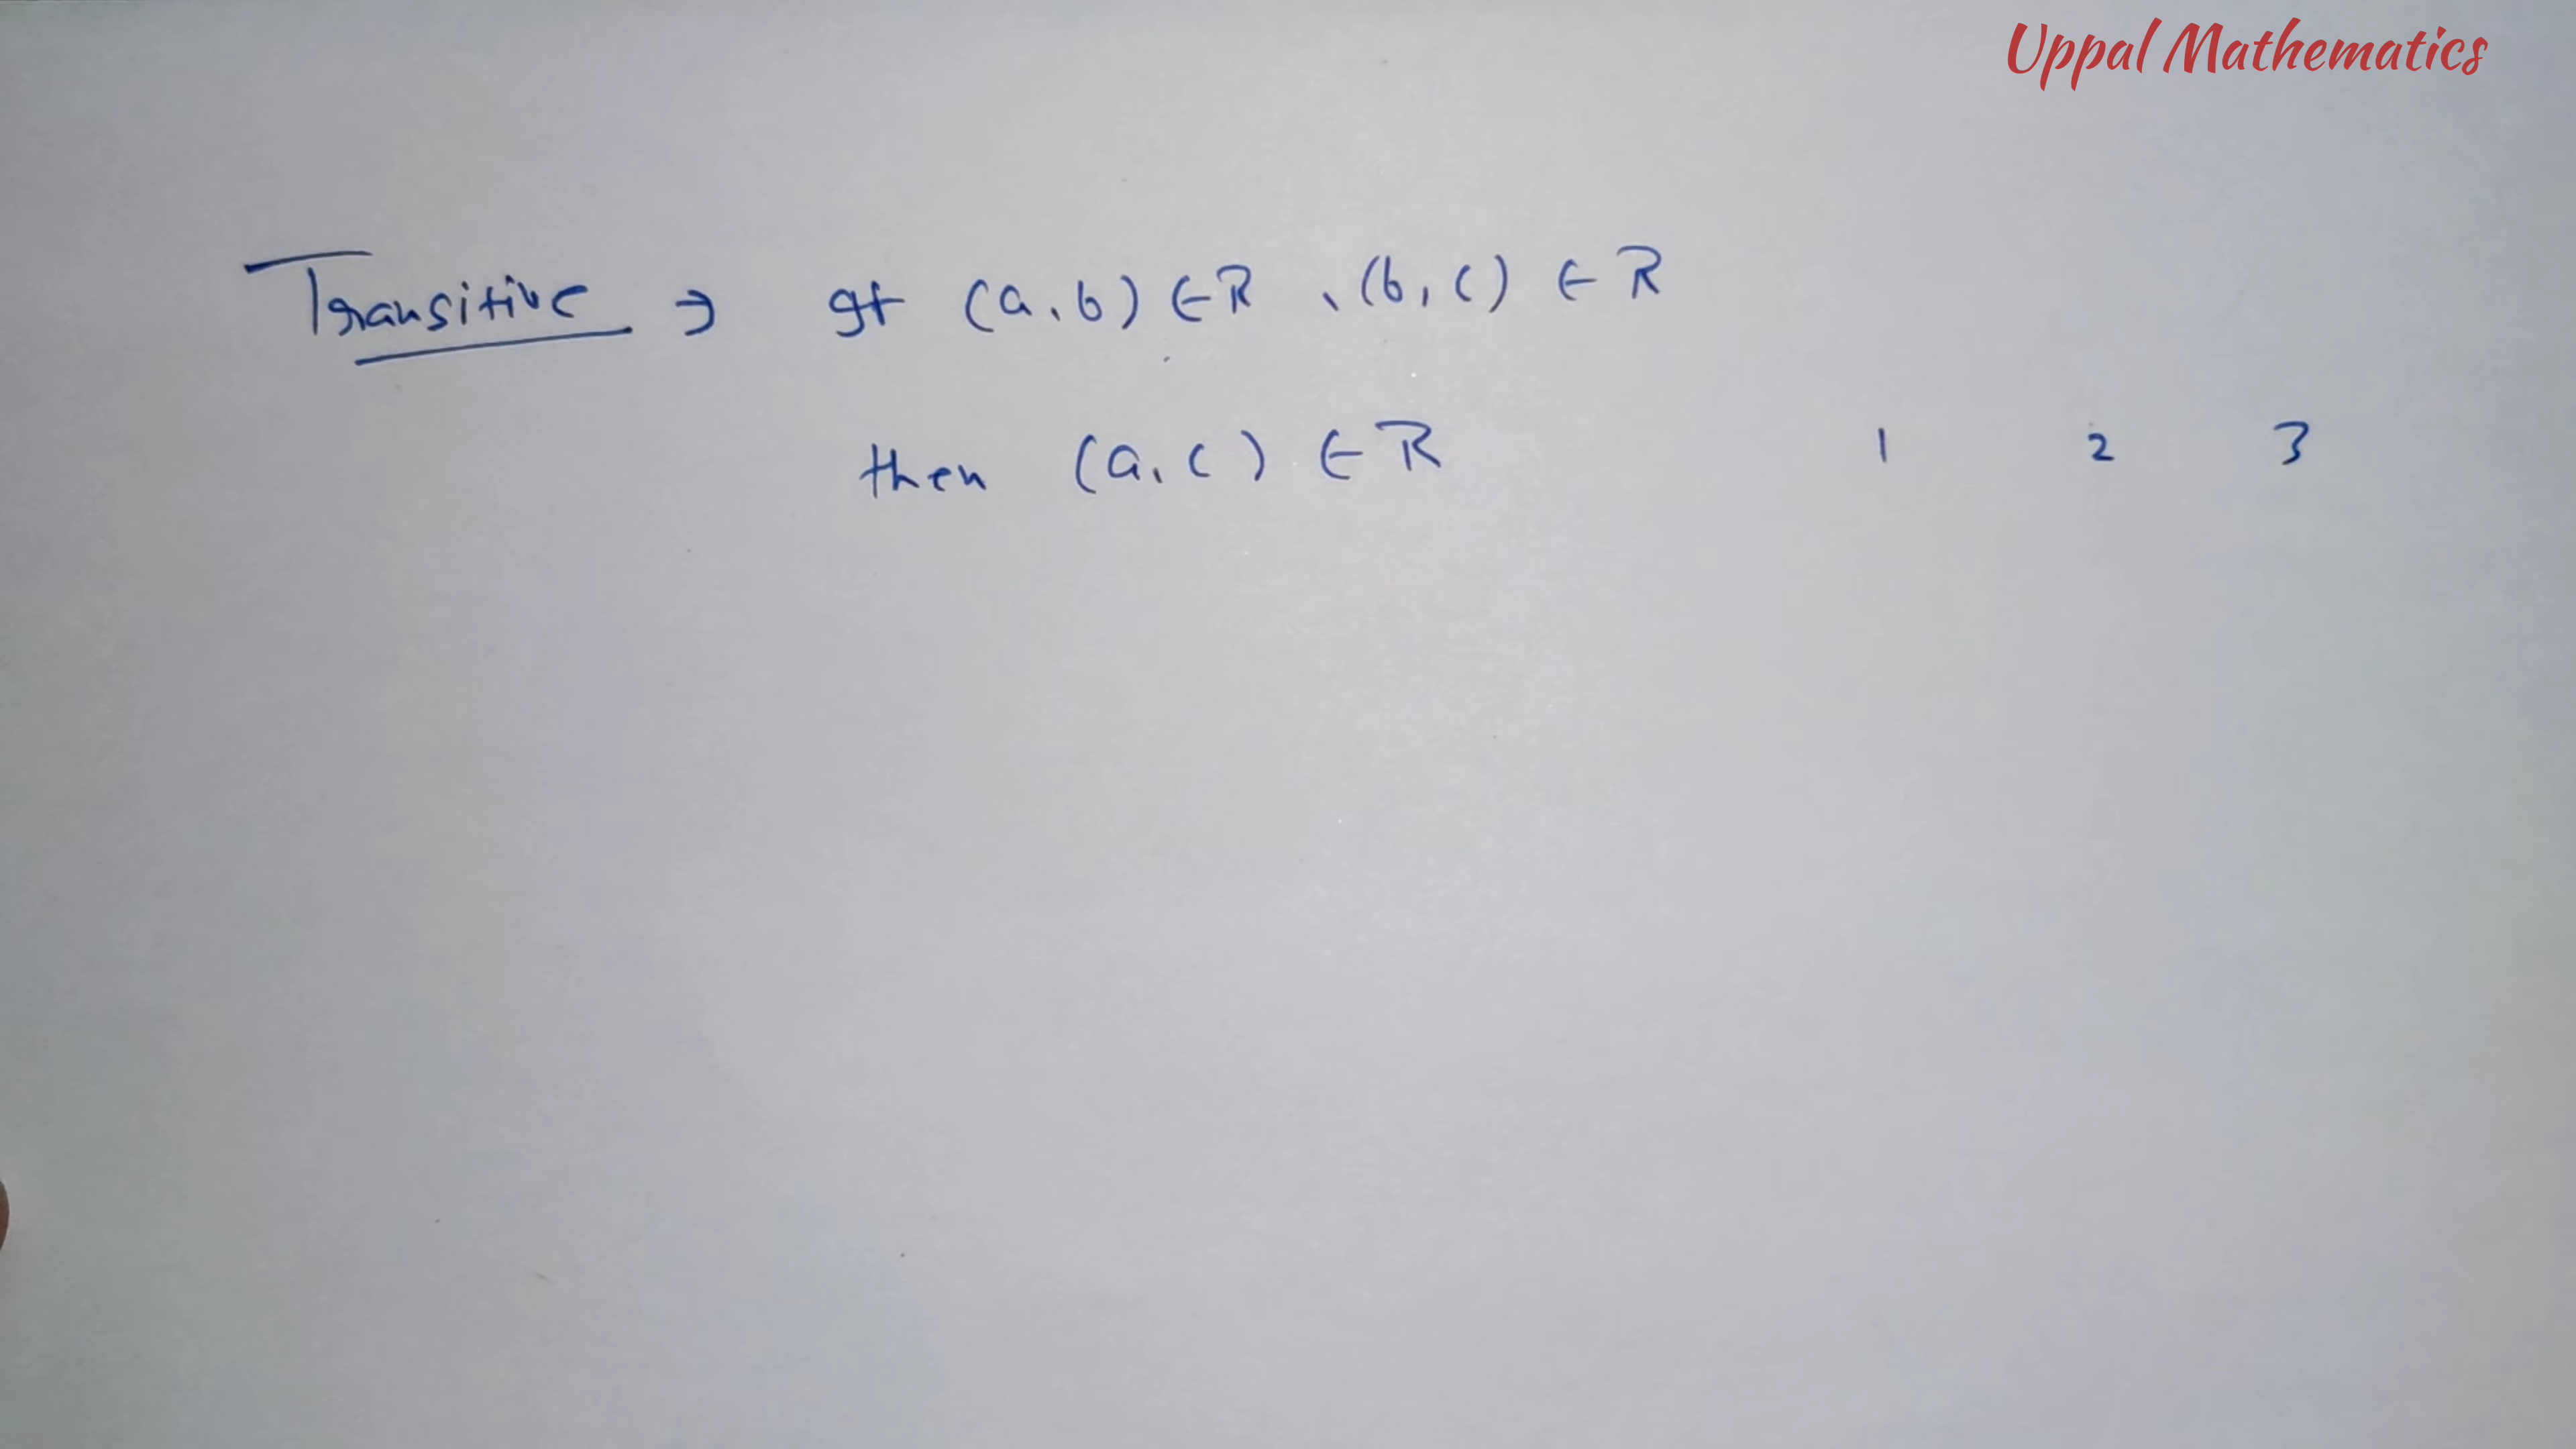 Uppal Mathematics
Transitive → If (a, b) ∈ R , (b, c) ∈ R
then (a, c) ∈ R 1 2 3